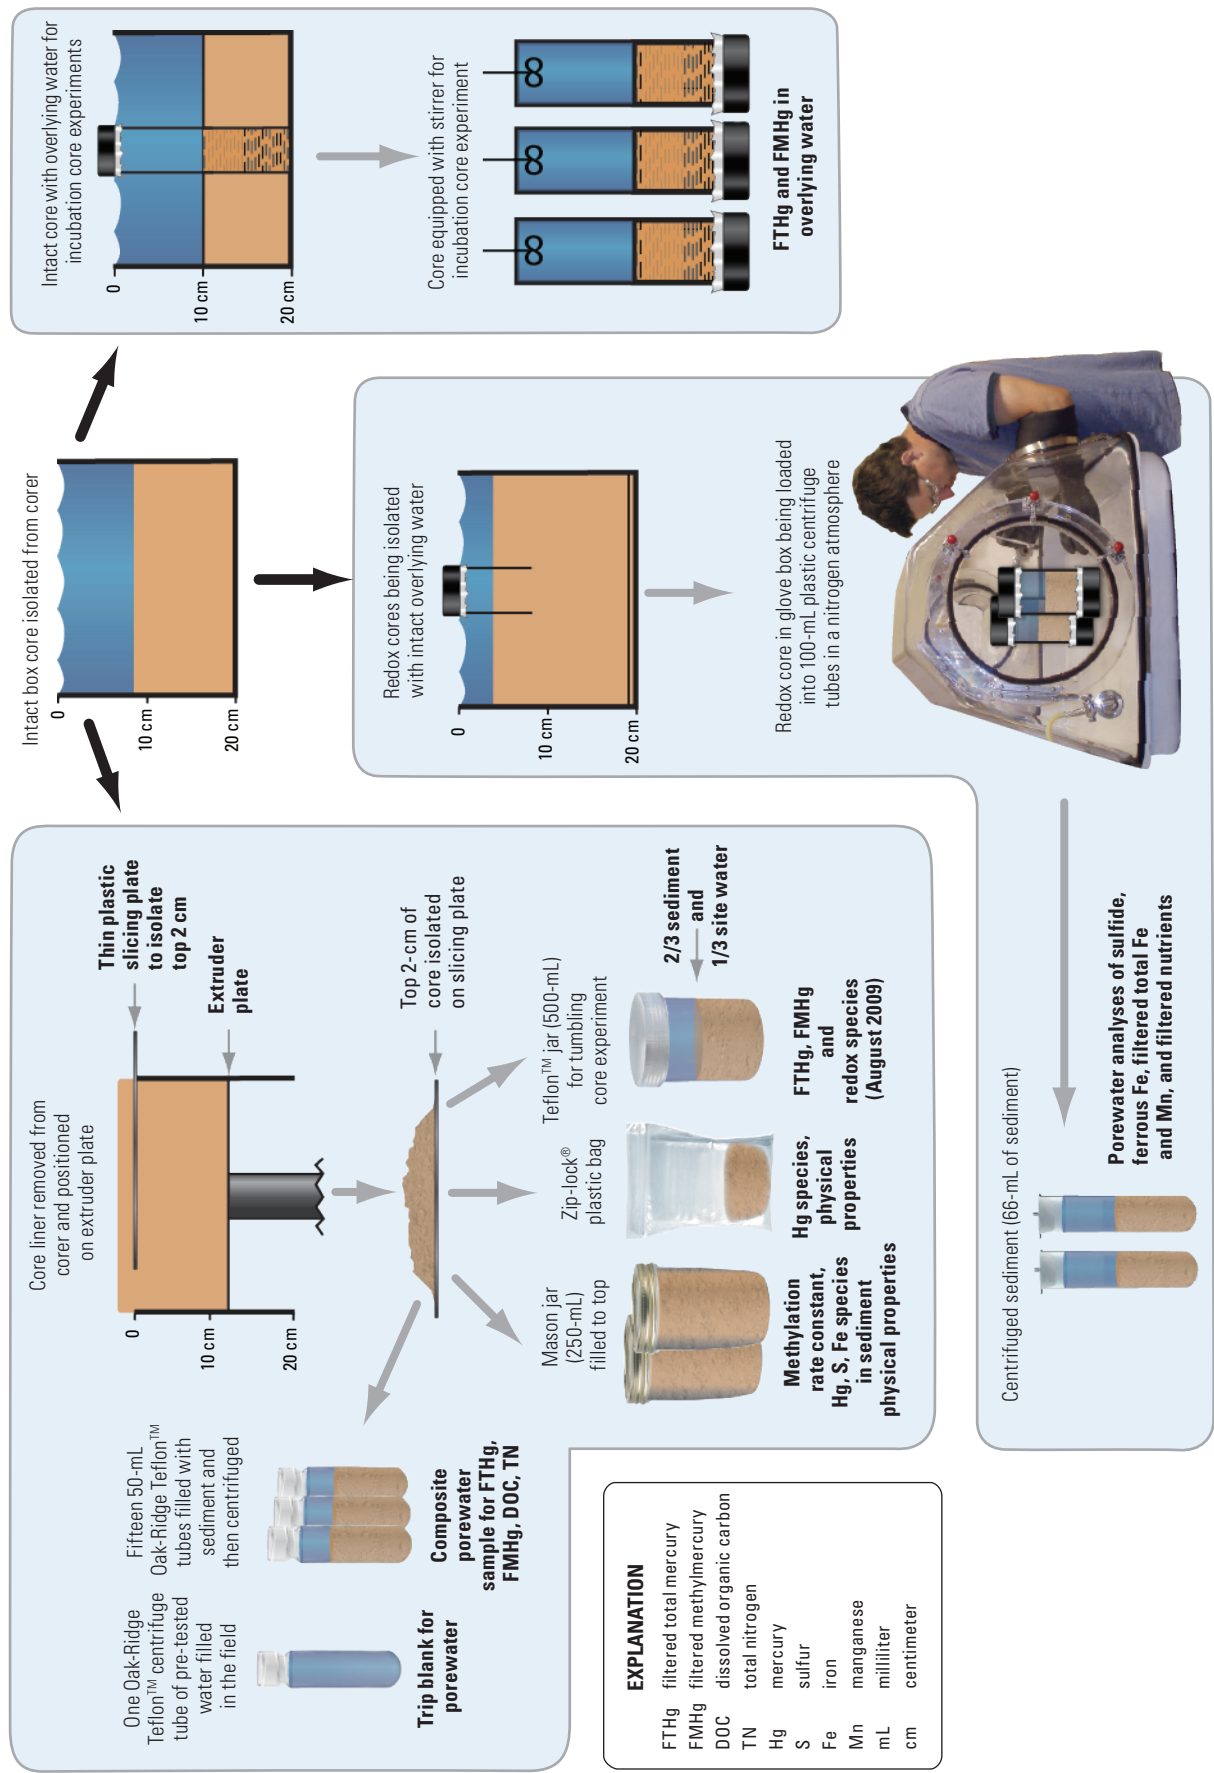 Intact box core isolated from corer
0
10 cm
20 cm
Core liner removed from
corer and positioned
on extruder plate
Thin plastic
slicing plate
to isolate
top 2 cm
Extruder
plate
0
10 cm
20 cm
Top 2-cm of
core isolated
on slicing plate
One Oak-Ridge
Teflon™ centrifuge
tube of pre-tested
water filled
in the field
Trip blank for
porewater
Fifteen 50-mL
Oak-Ridge Teflon™
tubes filled with
sediment and
then centrifuged
Composite
porewater
sample for FTHg,
FMHg, DOC, TN
Mason jar
(250-mL)
filled to top
Methylation
rate constant,
Hg, S, Fe species
in sediment
physical properties
Zip-lock®
plastic bag
Hg species,
physical
properties
Teflon™ jar (500-mL)
for tumbling
core experiment
2/3 sediment
and
1/3 site water
FTHg, FMHg
and
redox species
(August 2009)
Redox cores being isolated
with intact overlying water
0
10 cm
20 cm
Redox core in glove box being loaded
into 100-mL plastic centrifuge
tubes in a nitrogen atmosphere
Centrifuged sediment (66-mL of sediment)
Porewater analyses of sulfide,
ferrous Fe, filtered total Fe
and Mn, and filtered nutrients
Intact core with overlying water for
incubation core experiments
0
10 cm
20 cm
Core equipped with stirrer for
incubation core experiment
FTHg and FMHg in
overlying water
EXPLANATION
FTHg filtered total mercury
FMHg filtered methylmercury
DOC dissolved organic carbon
TN total nitrogen
Hg mercury
S sulfur
Fe iron
Mn manganese
mL milliliter
cm centimeter